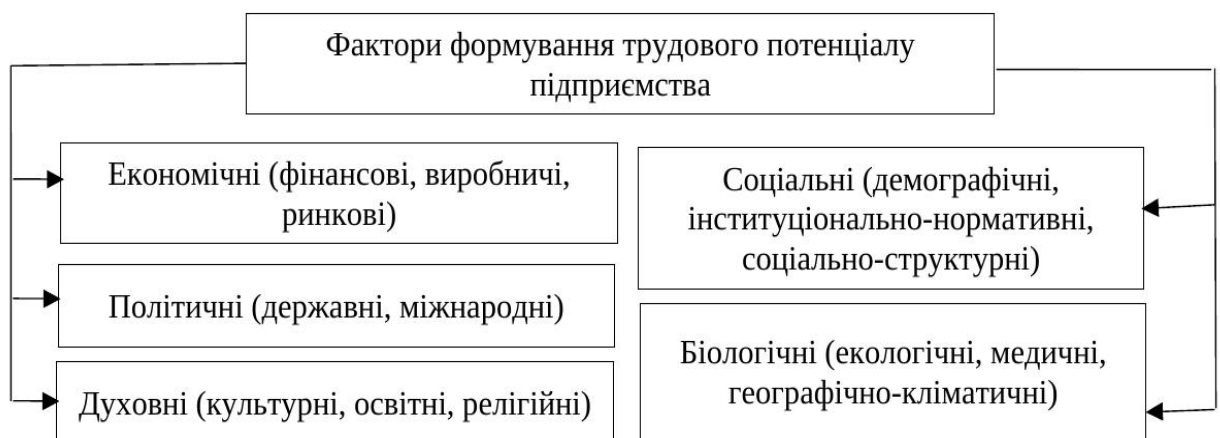 Фактори формування трудового потенціалу
підприємства
Економічні (фінансові, виробничі,
ринкові)
Політичні (державні, міжнародні)
Духовні (культурні, освітні, релігійні)
Соціальні (демографічні,
інституціонально-нормативні,
соціально-структурні)
Біологічні (екологічні, медичні,
географічно-кліматичні)